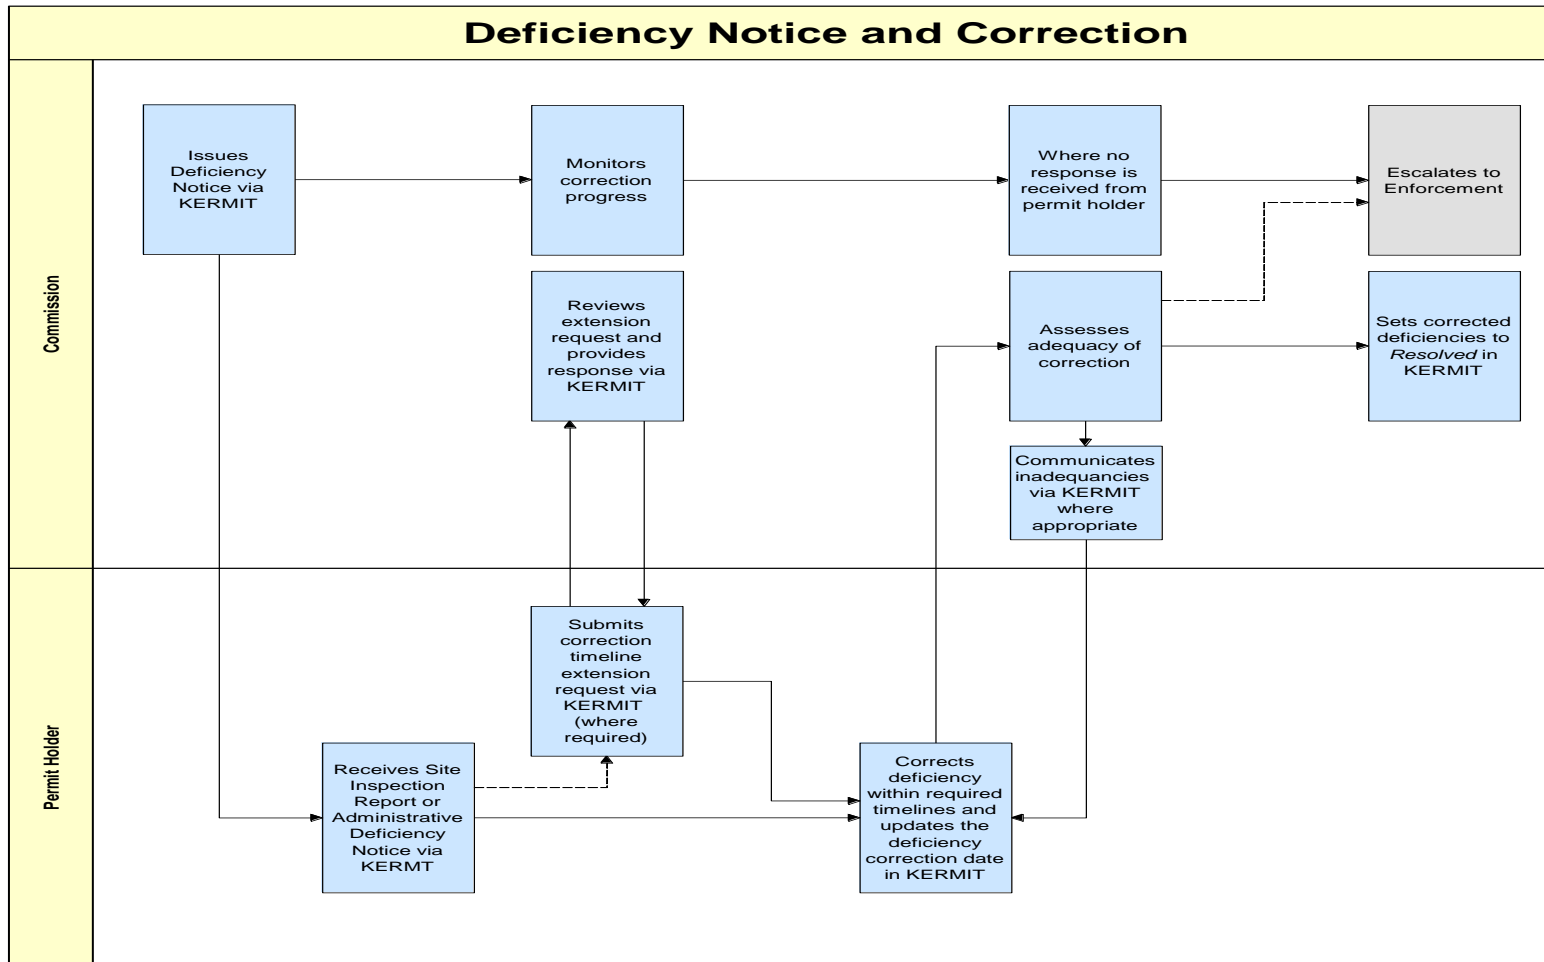 Deficiency Notice and Correction
Commission
Issues
Deficiency
Notice via
KERMIT
Monitors
correction
progress
Where no
response is
received from
permit holder
Escalates to
Enforcement
Reviews
extension
request and
provides
response via
KERMIT
Assesses
adequacy of
correction
Sets corrected
deficiencies to
Resolved in
KERMIT
Communicates
inadequancies
via KERMIT
where
appropriate
Permit Holder
Submits
correction
timeline
extension
request via
KERMIT
(where
required)
Receives Site
Inspection
Report or
Administrative
Deficiency
Notice via
KERMT
Corrects
deficiency
within required
timelines and
updates the
deficiency
correction date
in KERMIT